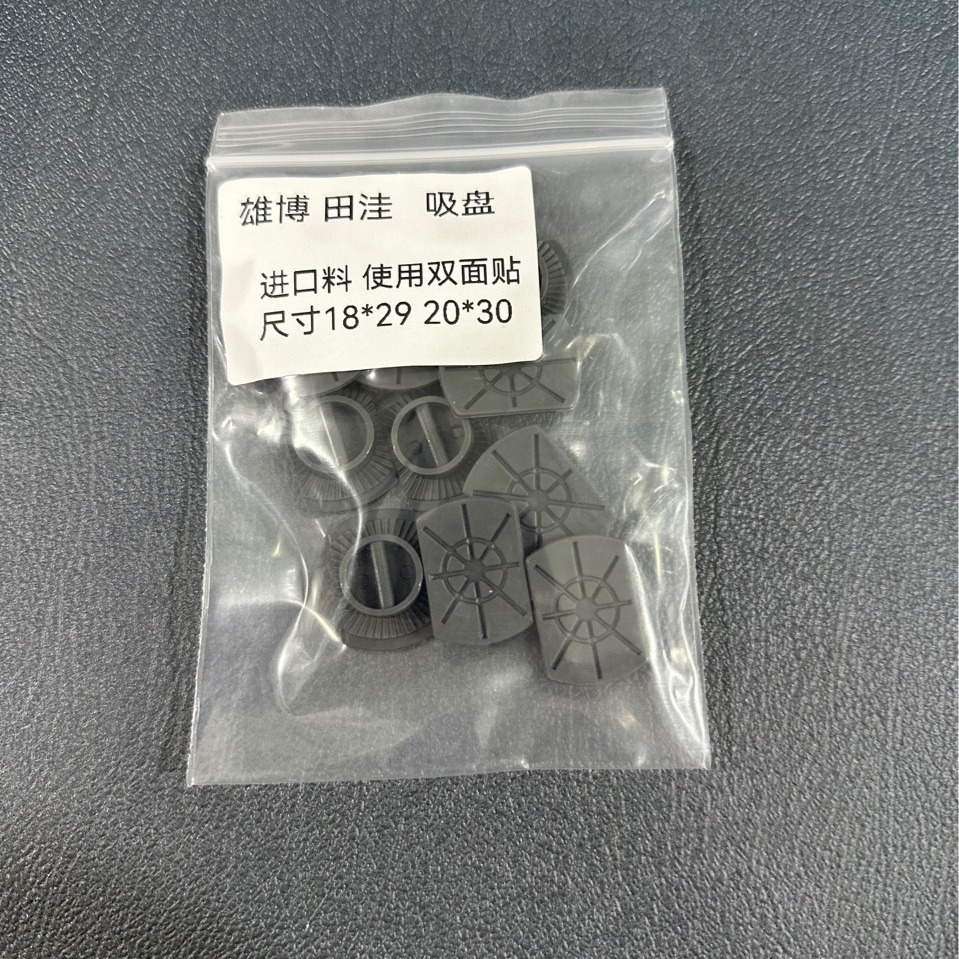 雄博 田洼 吸盘
进口料 使用双面贴
尺寸18*29 20*30